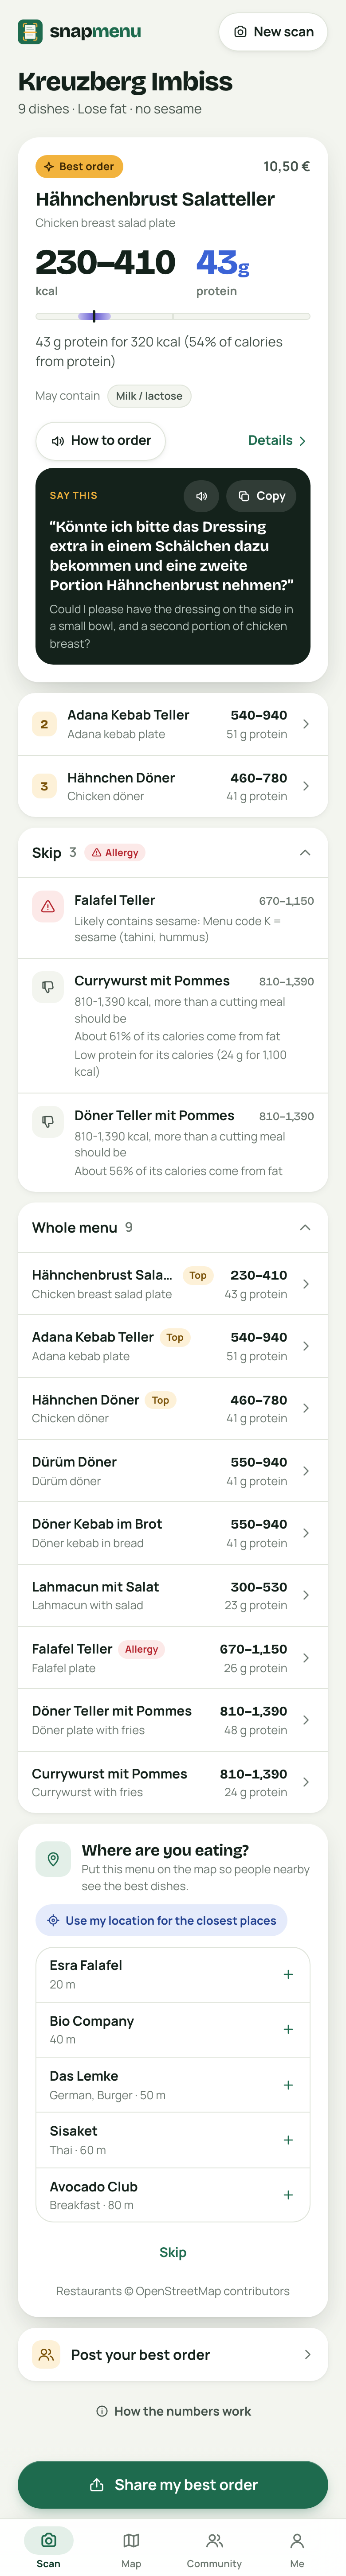 snapmenu
New scan
Kreuzberg Imbiss
9 dishes · Lose fat · no sesame
Best order
10,50 €
Hähnchenbrust Salatteller
Chicken breast salad plate
230–410
43g
kcal
protein
43 g protein for 320 kcal (54% of calories
from protein)
May contain
Milk / lactose
How to order
Details
SAY THIS
Copy
"Könnte ich bitte das Dressing
extra in einem Schälchen dazu
bekommen und eine zweite
Portion Hähnchenbrust nehmen?"
Could I please have the dressing on the side in
a small bowl, and a second portion of chicken
breast?
2
Adana Kebab Teller
540–940
Adana kebab plate
51 g protein
3
Hähnchen Döner
460–780
Chicken döner
41 g protein
Skip 3
Allergy
Falafel Teller
670–1,150
Likely contains sesame: Menu code K =
sesame (tahini, hummus)
Currywurst mit Pommes
810–1,390
810-1,390 kcal, more than a cutting meal
should be
About 61% of its calories come from fat
Low protein for its calories (24 g for 1,100
kcal)
Döner Teller mit Pommes
810–1,390
810-1,390 kcal, more than a cutting meal
should be
About 56% of its calories come from fat
Whole menu 9
Hähnchenbrust Sala...
Top
230–410
Chicken breast salad plate
43 g protein
Adana Kebab Teller
Top
540–940
Adana kebab plate
51 g protein
Hähnchen Döner
Top
460–780
Chicken döner
41 g protein
Dürüm Döner
550–940
Dürüm döner
41 g protein
Döner Kebab im Brot
550–940
Döner kebab in bread
41 g protein
Lahmacun mit Salat
300–530
Lahmacun with salad
23 g protein
Falafel Teller
Allergy
670–1,150
Falafel plate
26 g protein
Döner Teller mit Pommes
810–1,390
Döner plate with fries
48 g protein
Currywurst mit Pommes
810–1,390
Currywurst with fries
24 g protein
Where are you eating?
Put this menu on the map so people nearby
see the best dishes.
Use my location for the closest places
Esra Falafel
20 m
Bio Company
40 m
Das Lemke
German, Burger · 50 m
Sisaket
Thai · 60 m
Avocado Club
Breakfast · 80 m
Skip
Restaurants © OpenStreetMap contributors
Post your best order
How the numbers work
Share my best order
Scan
Map
Community
Me